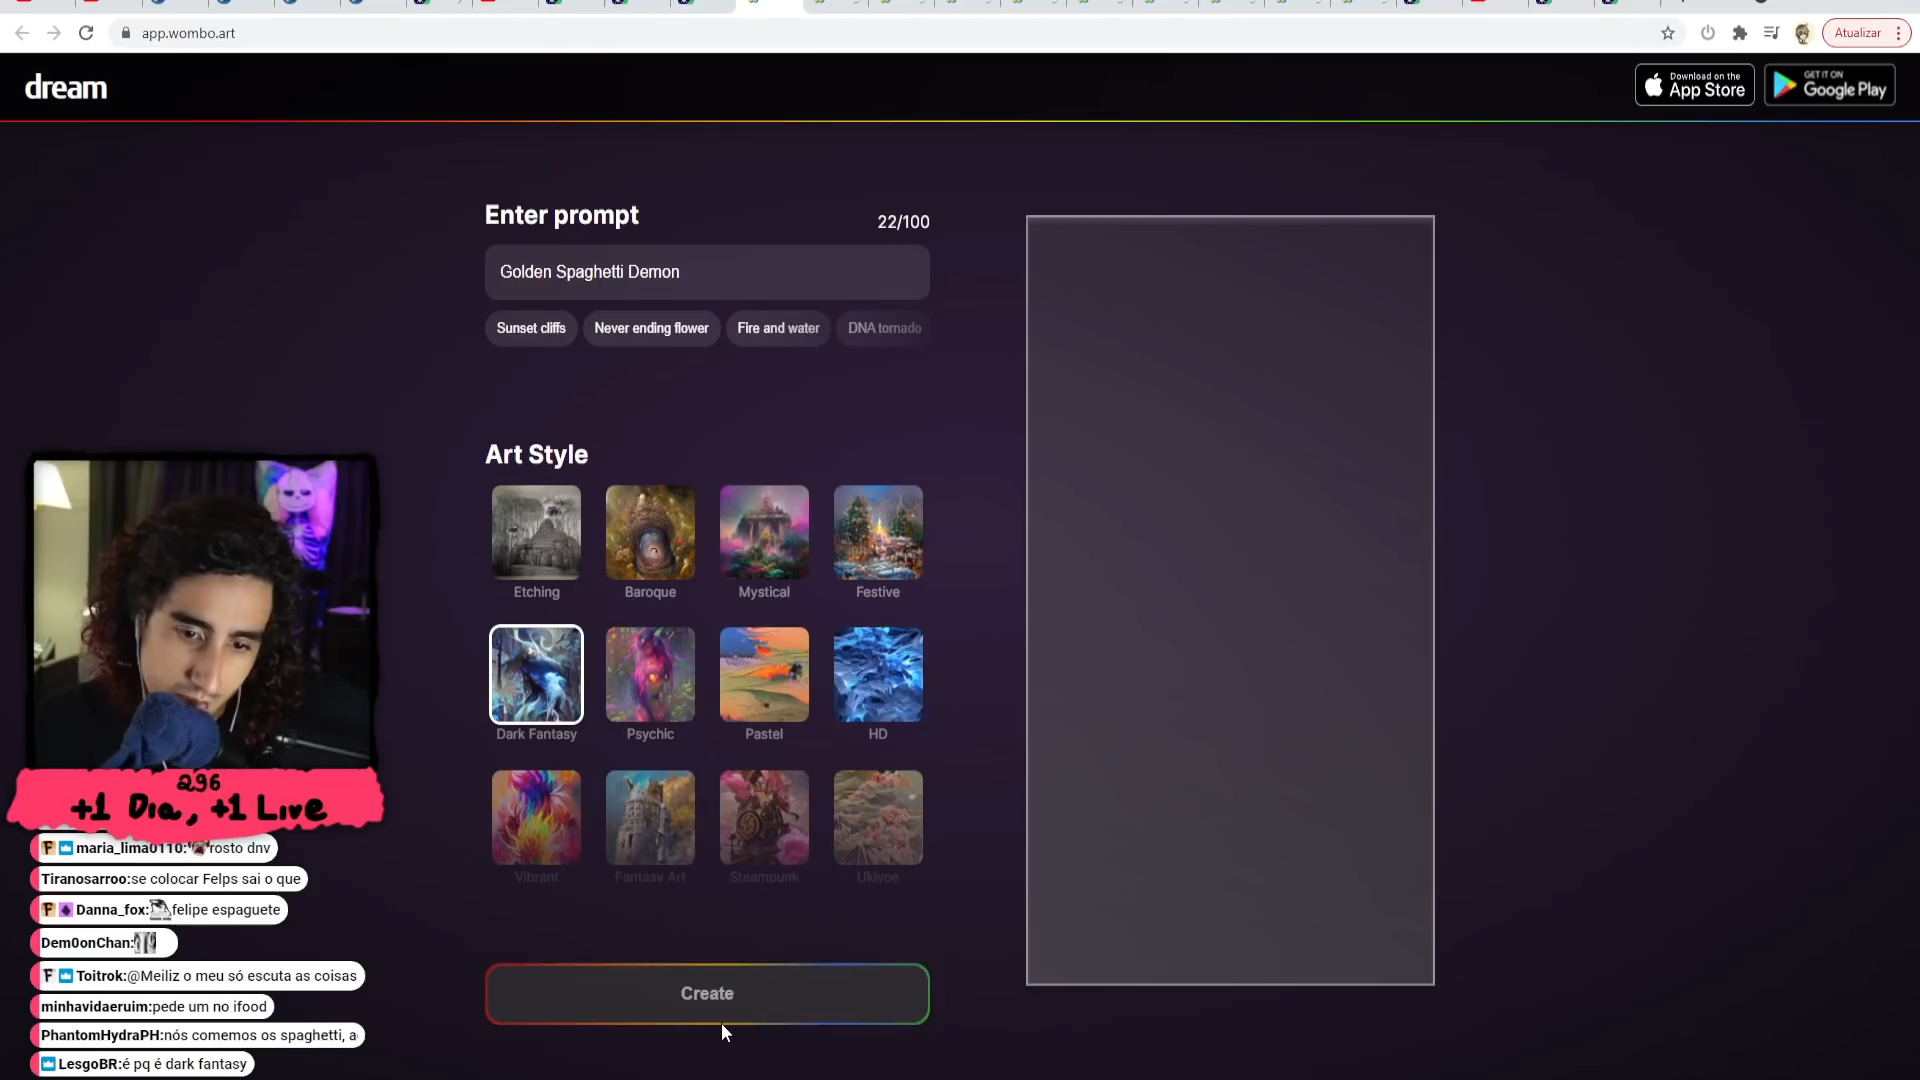 app.wombo.art
Atualizar
dream
Download on the
App Store
GET IT ON
Google Play
Enter prompt
22/100
Golden Spaghetti Demon
Sunset cliffs
Never ending flower
Fire and water
DNA tornado
Art Style
Etching
Baroque
Mystical
Festive
Dark Fantasy
Psychic
Pastel
HD
Vibrant
Fantasy Art
Steampunk
Ukiyoe
Create
296
+1 Dia, +1 Live
maria_lima0110: rosto dnv
Tiranosarroo:se colocar Felps sai o que
Danna_fox: felipe espaguete
Dem0onChan:
Toitrok:@Meiliz o meu só escuta as coisas
minhavidaeruim:pede um no ifood
PhantomHydraPH:nós comemos os spaghetti, a
LesgoBR:é pq é dark fantasy